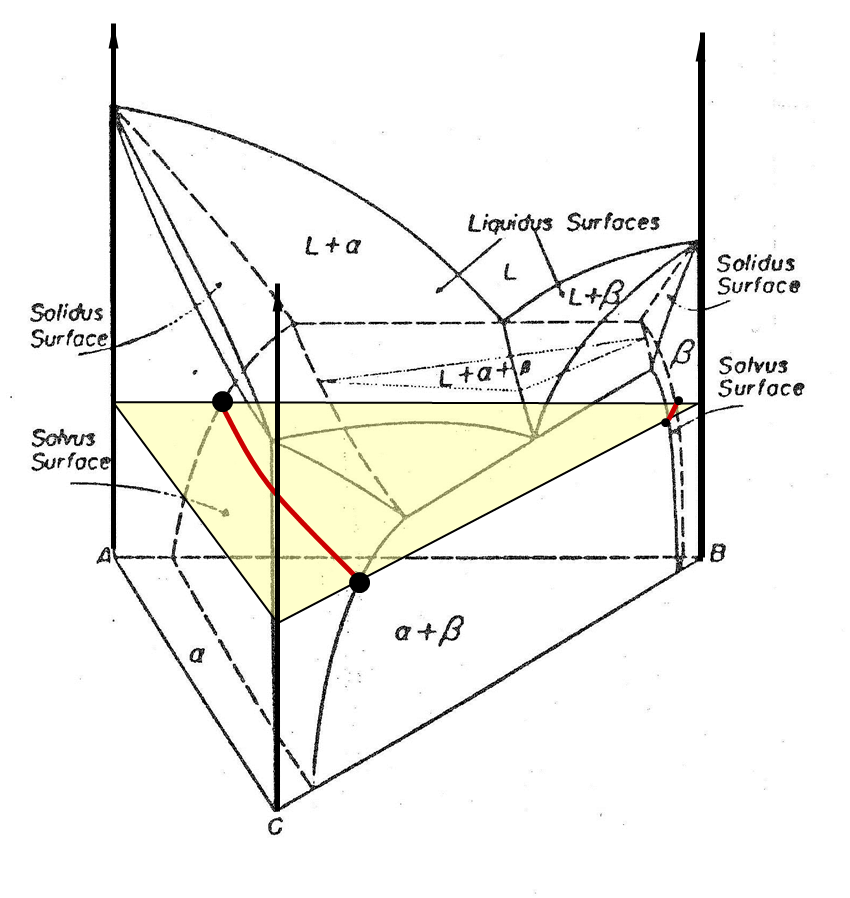 Liquidus Surfaces
L+α
L
Solidus
Surface
L+β
Solidus
Surface
β
L+α+β
Solvus
Surface
Solvus
Surface
A
B
α+β
α
C